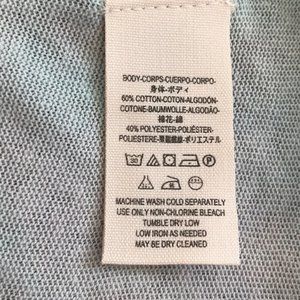 BODY-CORPS-CUERPO-CORPO-
身体-ボディ
60% COTTON-COTON-ALGODÓN-
COTONE-BAUMWOLLE-ALGODÃO-
棉花-綿
40% POLYESTER-POLIÉSTER-
POLIESTERE-聚酯纖維-ポリエステル
MACHINE WASH COLD SEPARATELY
USE ONLY NON-CHLORINE BLEACH
TUMBLE DRY LOW
LOW IRON AS NEEDED
MAY BE DRY CLEANED